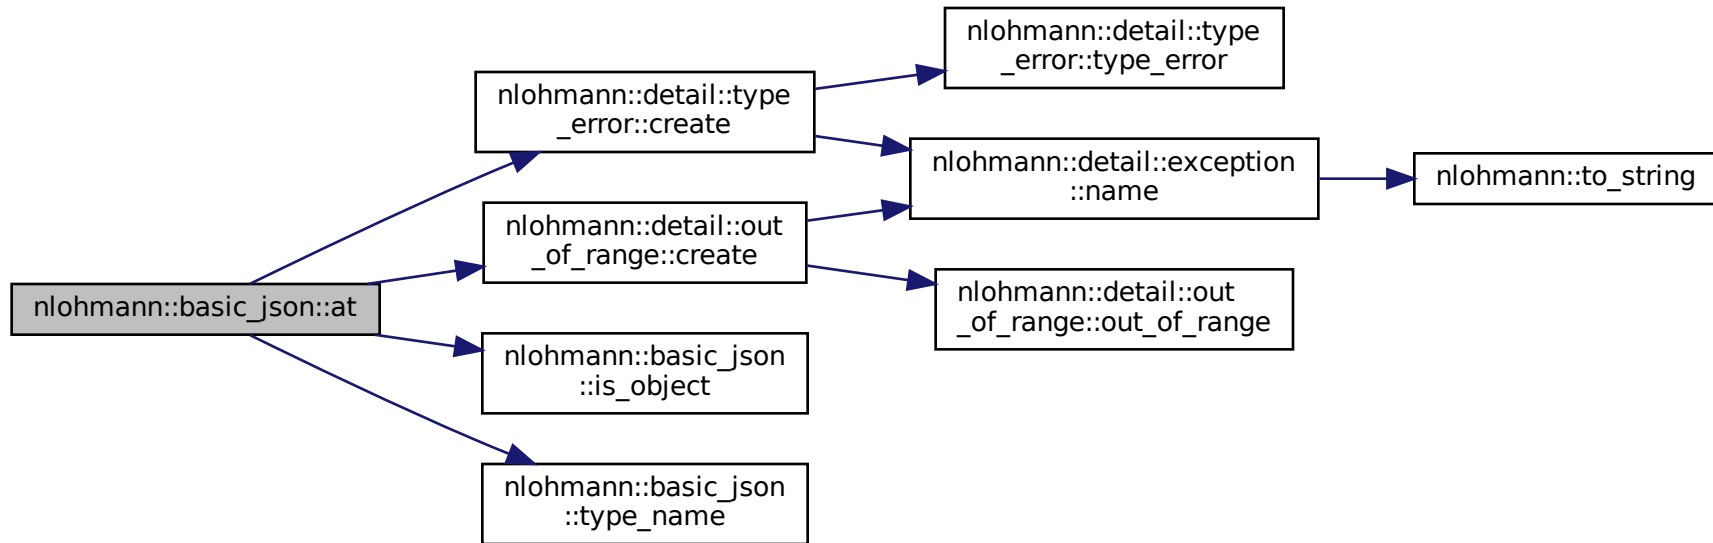 nlohmann::basic_json::at
nlohmann::detail::type
_error::create
nlohmann::detail::out
_of_range::create
nlohmann::basic_json
::is_object
nlohmann::basic_json
::type_name
nlohmann::detail::type
_error::type_error
nlohmann::detail::exception
::name
nlohmann::detail::out
_of_range::out_of_range
nlohmann::to_string